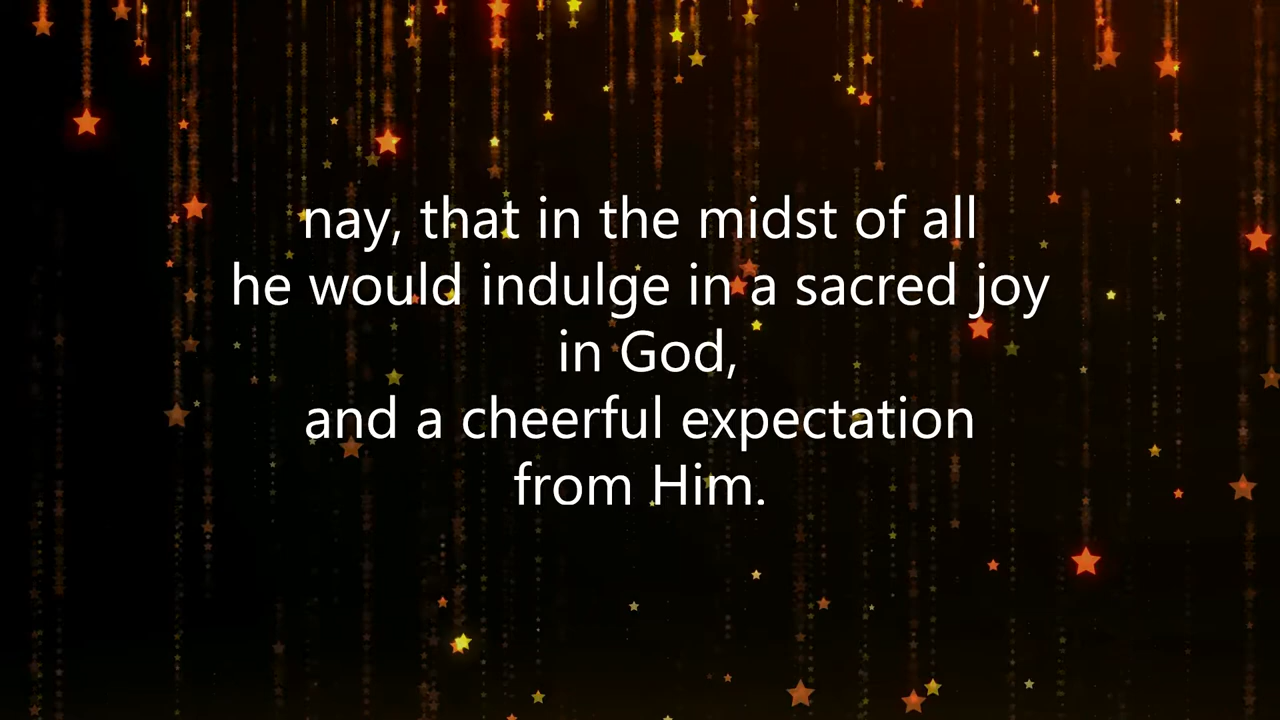 nay, that in the midst of all
he would indulge in a sacred joy
in God,
and a cheerful expectation
from Him.